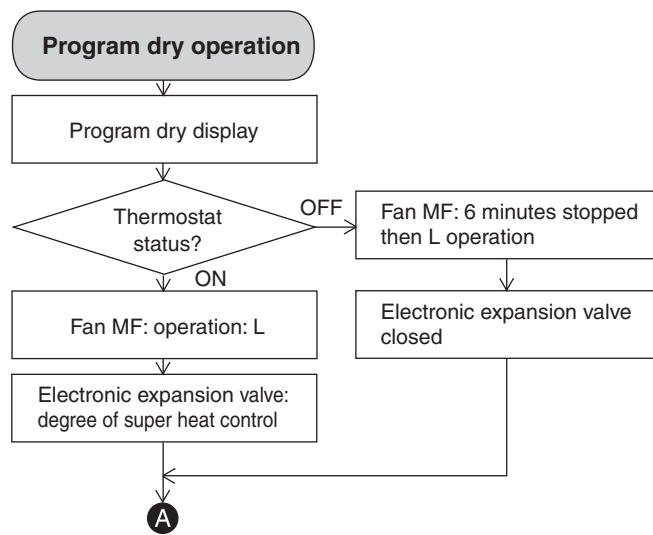 Program dry operation
Program dry display
Thermostat
status?
OFF
Fan MF: 6 minutes stopped
then L operation
ON
Fan MF: operation: L
Electronic expansion valve
closed
Electronic expansion valve:
degree of super heat control
A